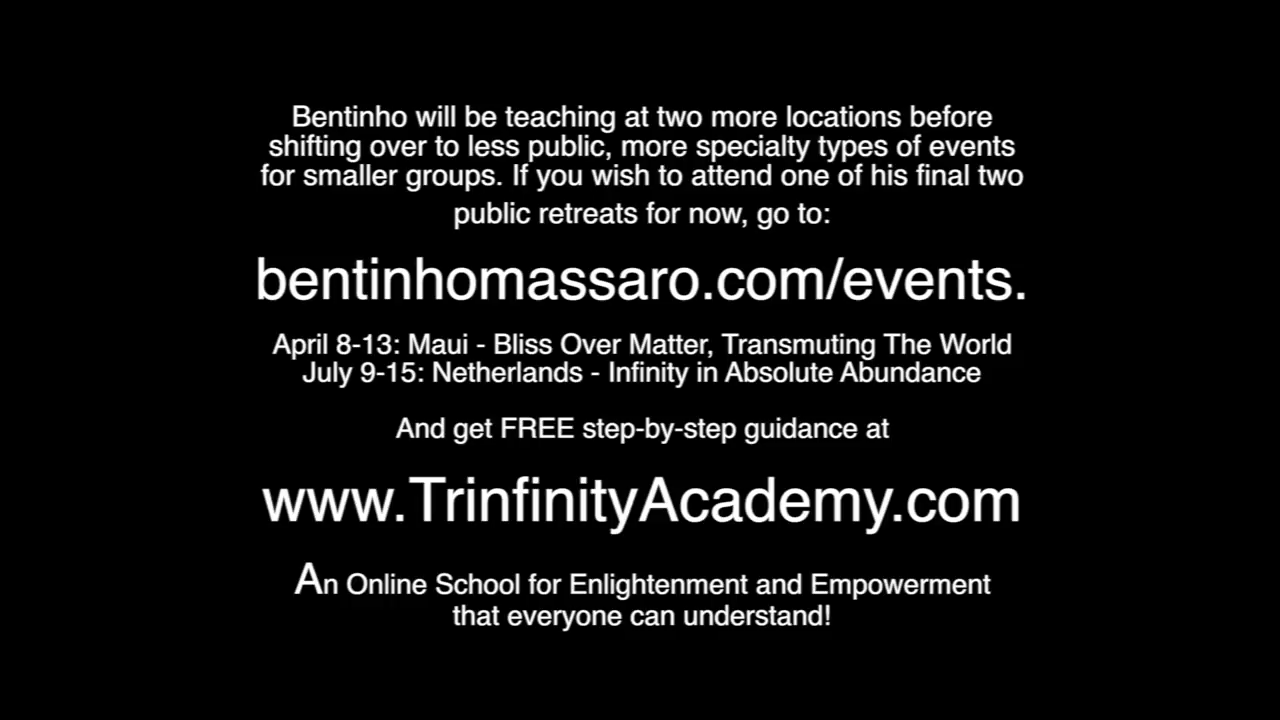 Bentinho will be teaching at two more locations before
shifting over to less public, more specialty types of events
for smaller groups. If you wish to attend one of his final two
public retreats for now, go to:
bentinhomassaro.com/events.
April 8-13: Maui - Bliss Over Matter, Transmuting The World
July 9-15: Netherlands - Infinity in Absolute Abundance
And get FREE step-by-step guidance at
www.TrinfinityAcademy.com
An Online School for Enlightenment and Empowerment
that everyone can understand!